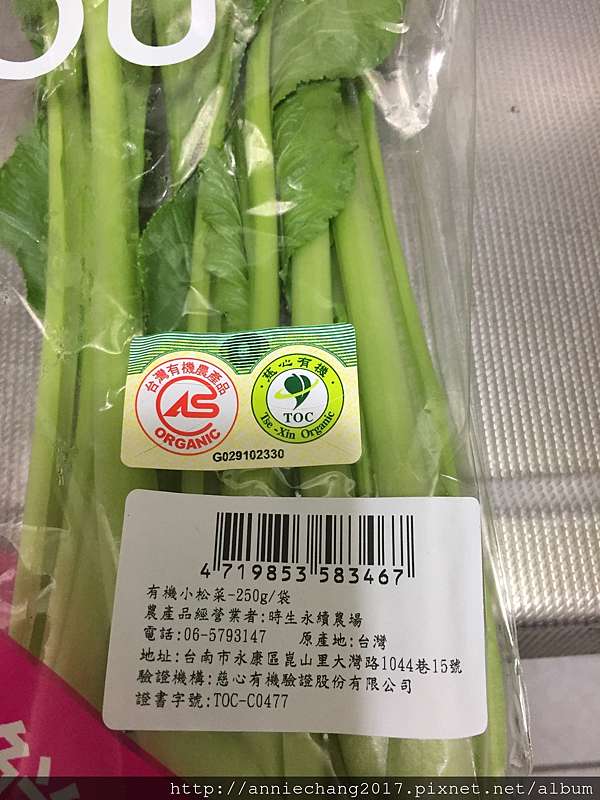 台灣有機農產品
CAS
ORGANIC
慈心有機
TOC
Tse-Xin Organic
G029102330
4 719853 583467
有機小松菜-250g/袋
農產品經營業者:時生永續農場
電話:06-5793147 原產地:台灣
地址:台南市永康區崑山里大灣路1044巷15號
驗證機構:慈心有機驗證股份有限公司
證書字號:TOC-C0477
http://anniechang2017.pixnet.net/album